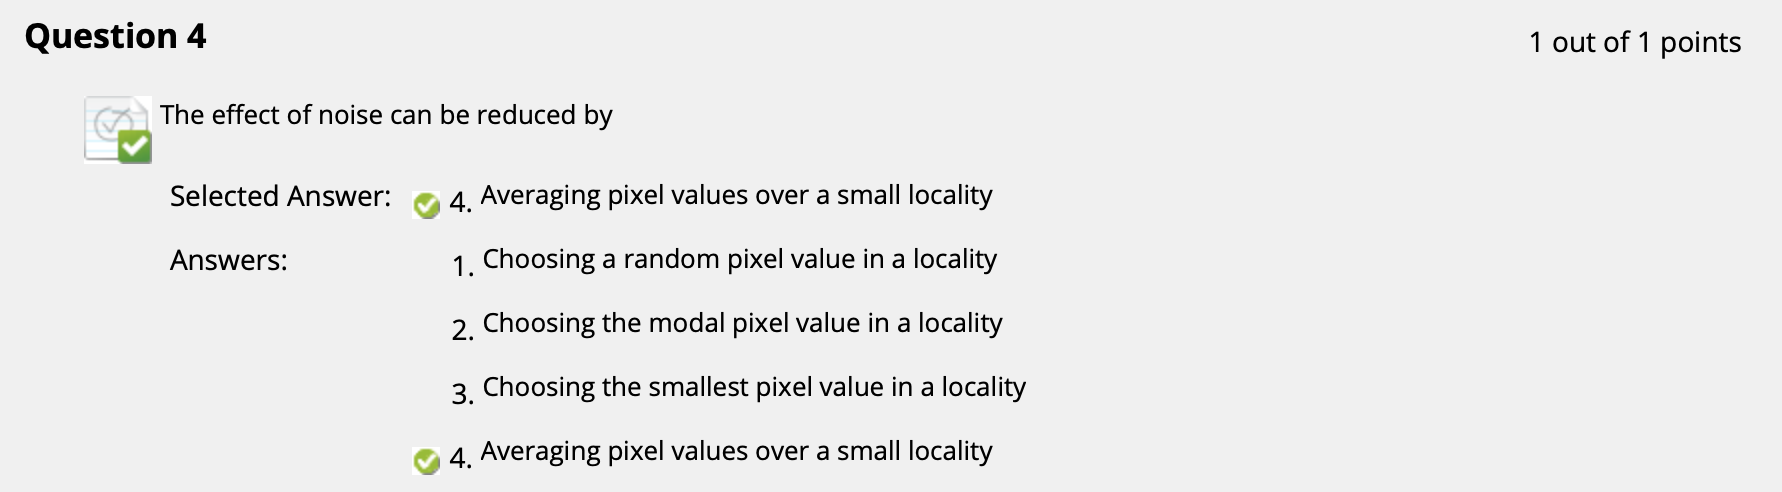 Question 4
1 out of 1 points
The effect of noise can be reduced by
Selected Answer: 4. Averaging pixel values over a small locality
Answers: 1. Choosing a random pixel value in a locality
2. Choosing the modal pixel value in a locality
3. Choosing the smallest pixel value in a locality
4. Averaging pixel values over a small locality